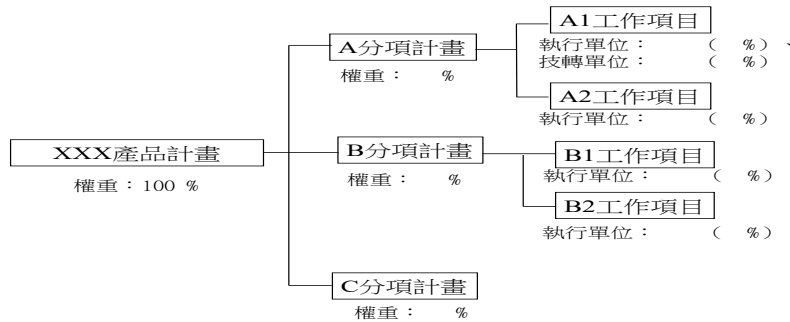 A1工作項目
執行單位： （ %）、
技轉單位： （ %）
A分項計畫
權重： %
A2工作項目
執行單位： （ %）
XXX產品計畫
權重：100 %
B分項計畫
權重： %
B1工作項目
執行單位： （ %）
B2工作項目
執行單位： （ %）
C分項計畫
權重： %